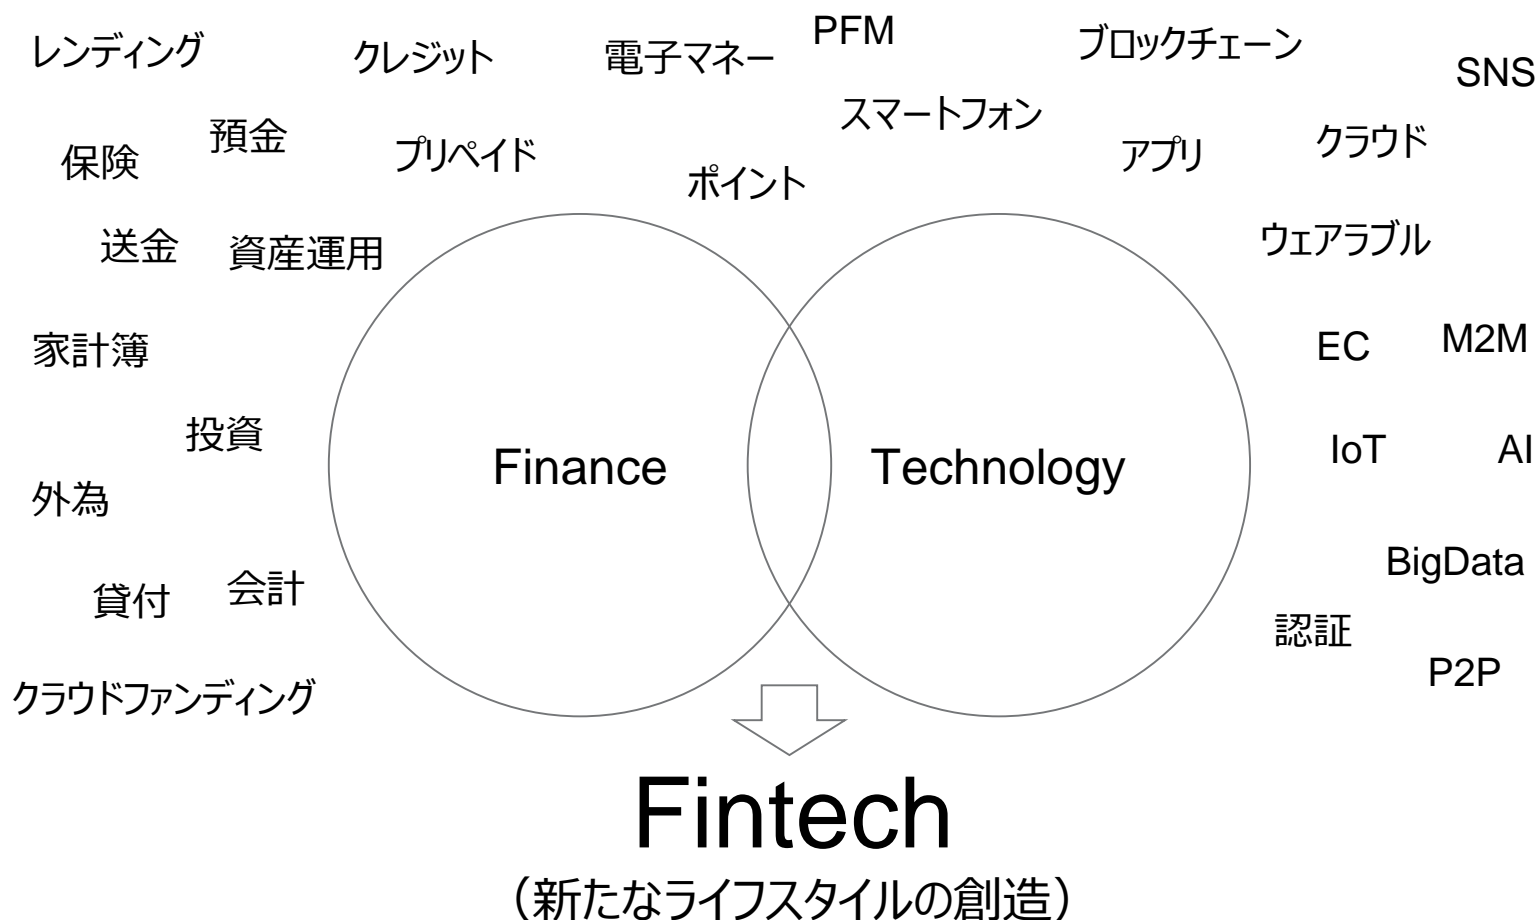 PFM
レンディング
クレジット
電子マネー
ブロックチェーン
SNS
スマートフォン
預金
保険
プリペイド
アプリ
クラウド
ポイント
送金
資産運用
ウェアラブル
家計簿
EC
M2M
投資
Finance
Technology
IoT
AI
外為
BigData
貸付
会計
認証
P2P
クラウドファンディング
Fintech
（新たなライフスタイルの創造）